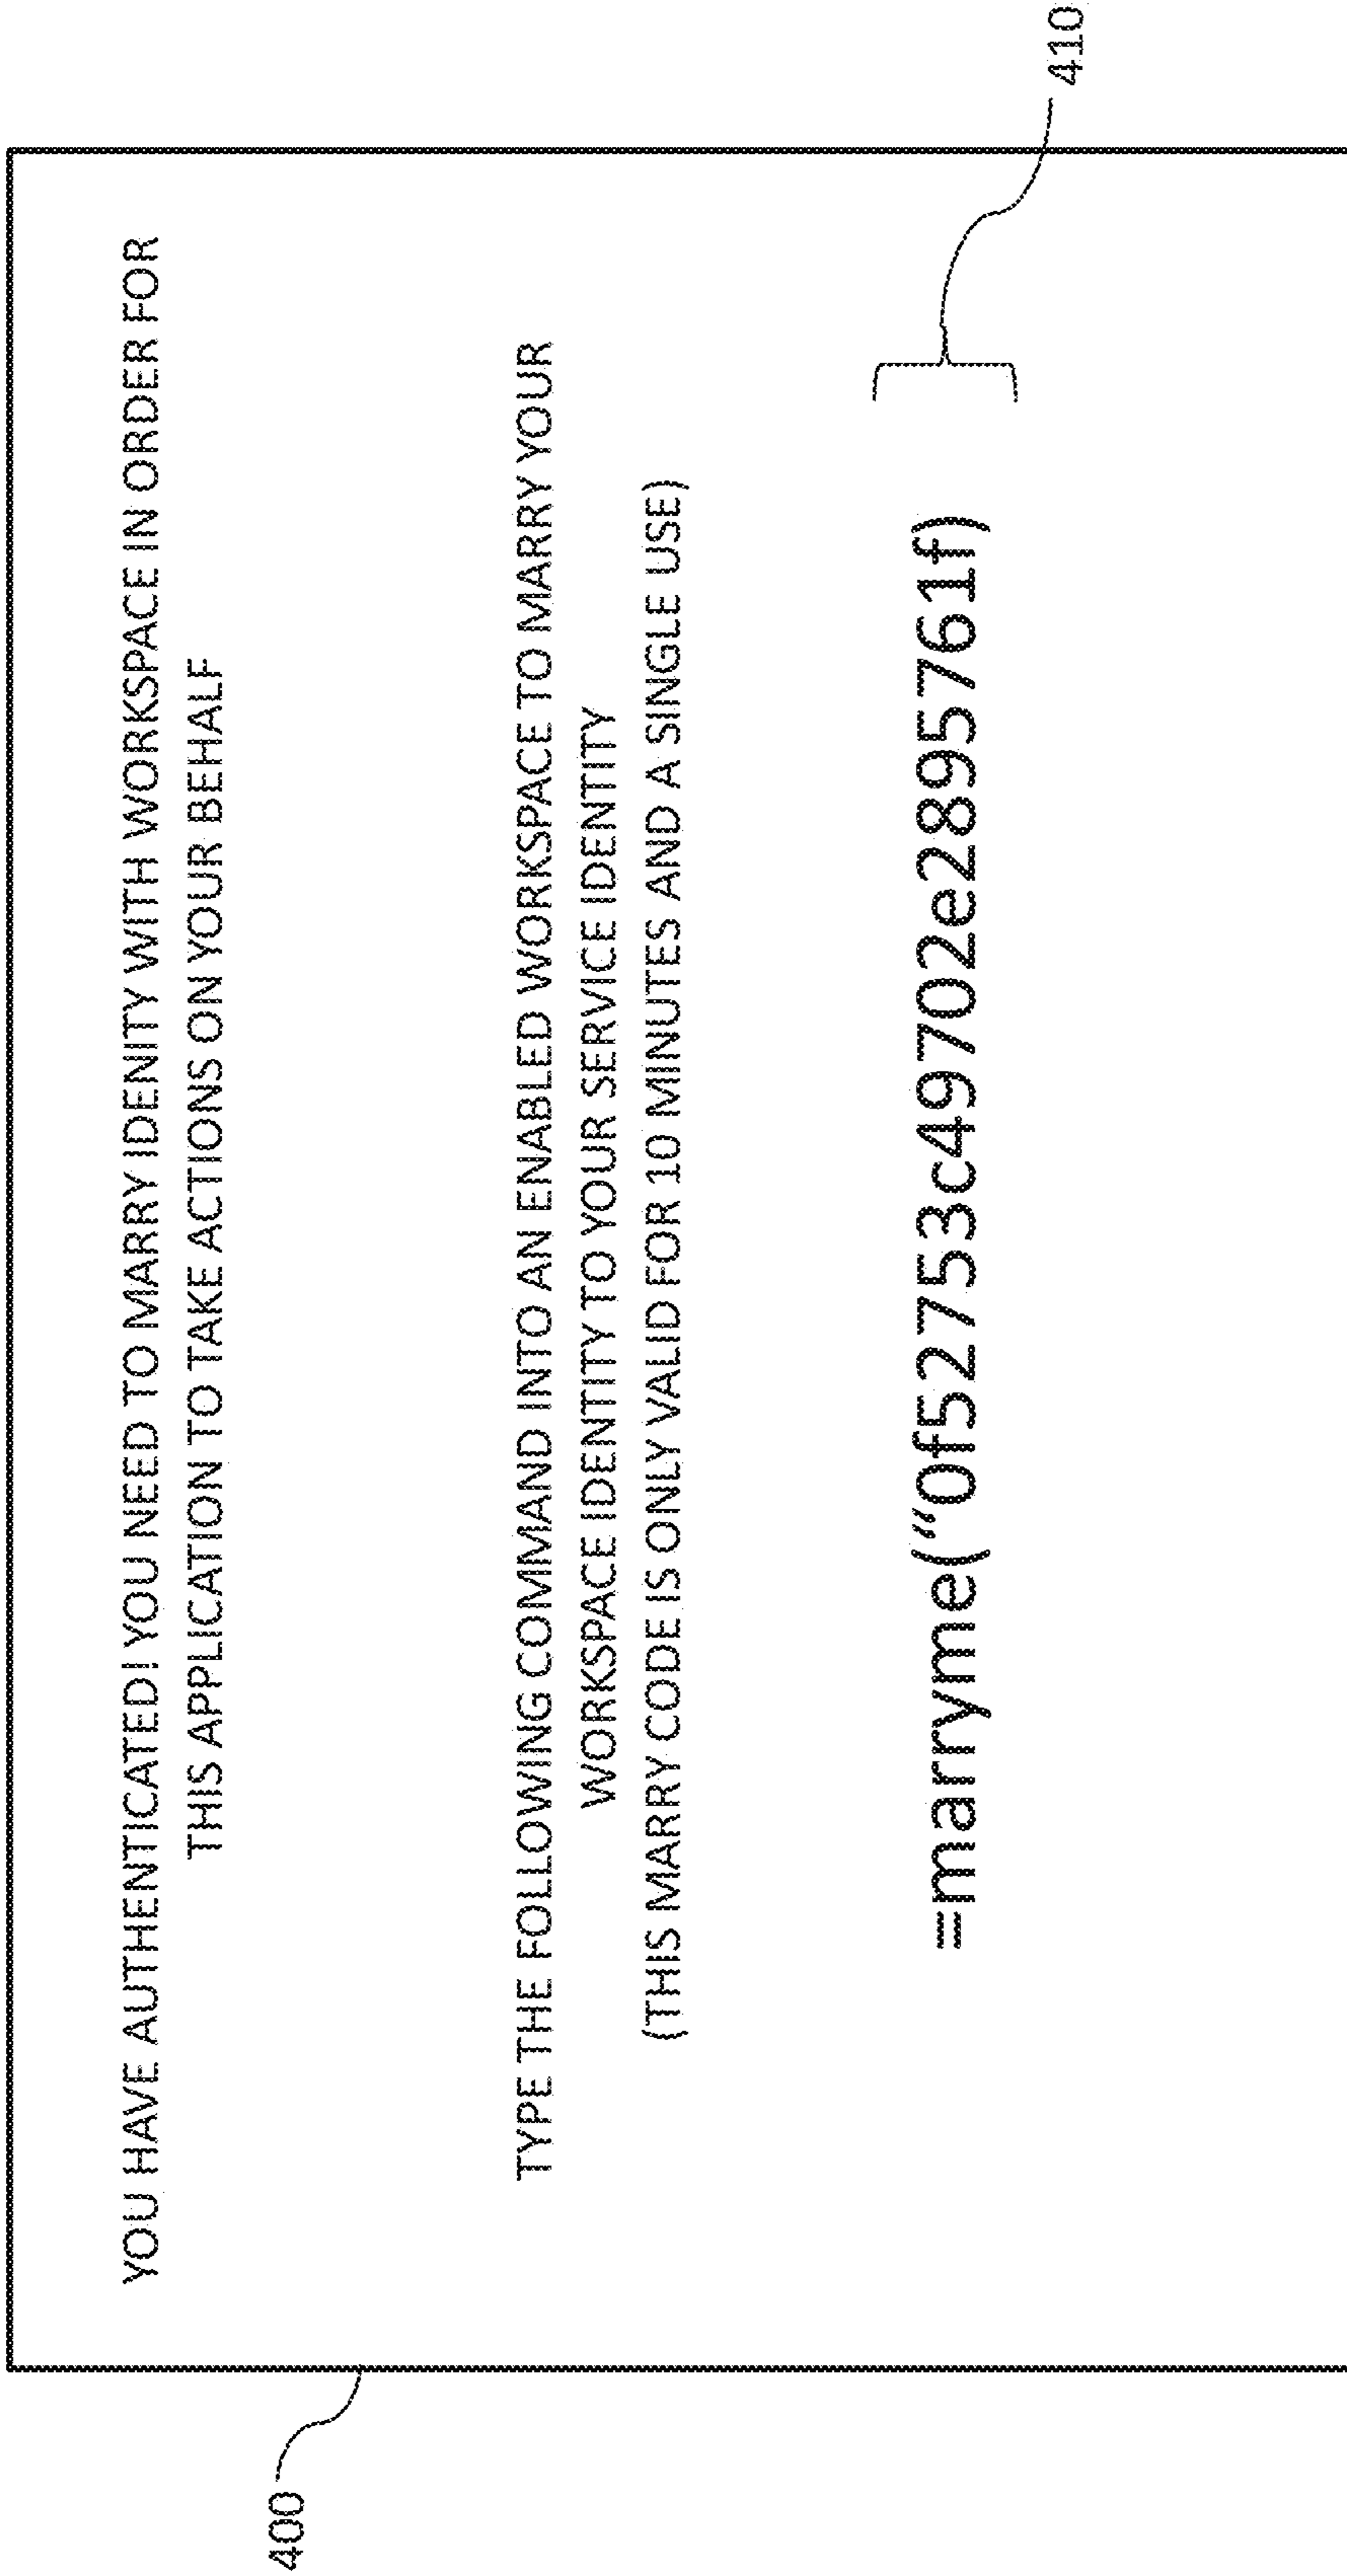 YOU HAVE AUTHENTICATED! YOU NEED TO MARRY IDENITY WITH WORKSPACE IN ORDER FOR
THIS APPLICATION TO TAKE ACTIONS ON YOUR BEHALF
TYPE THE FOLLOWING COMMAND INTO AN ENABLED WORKSPACE TO MARRY YOUR
WORKSPACE IDENTITY TO YOUR SERVICE IDENTITY
(THIS MARRY CODE IS ONLY VALID FOR 10 MINUTES AND A SINGLE USE)
=marryme(“0f52753c49702e2895761f)
410
400